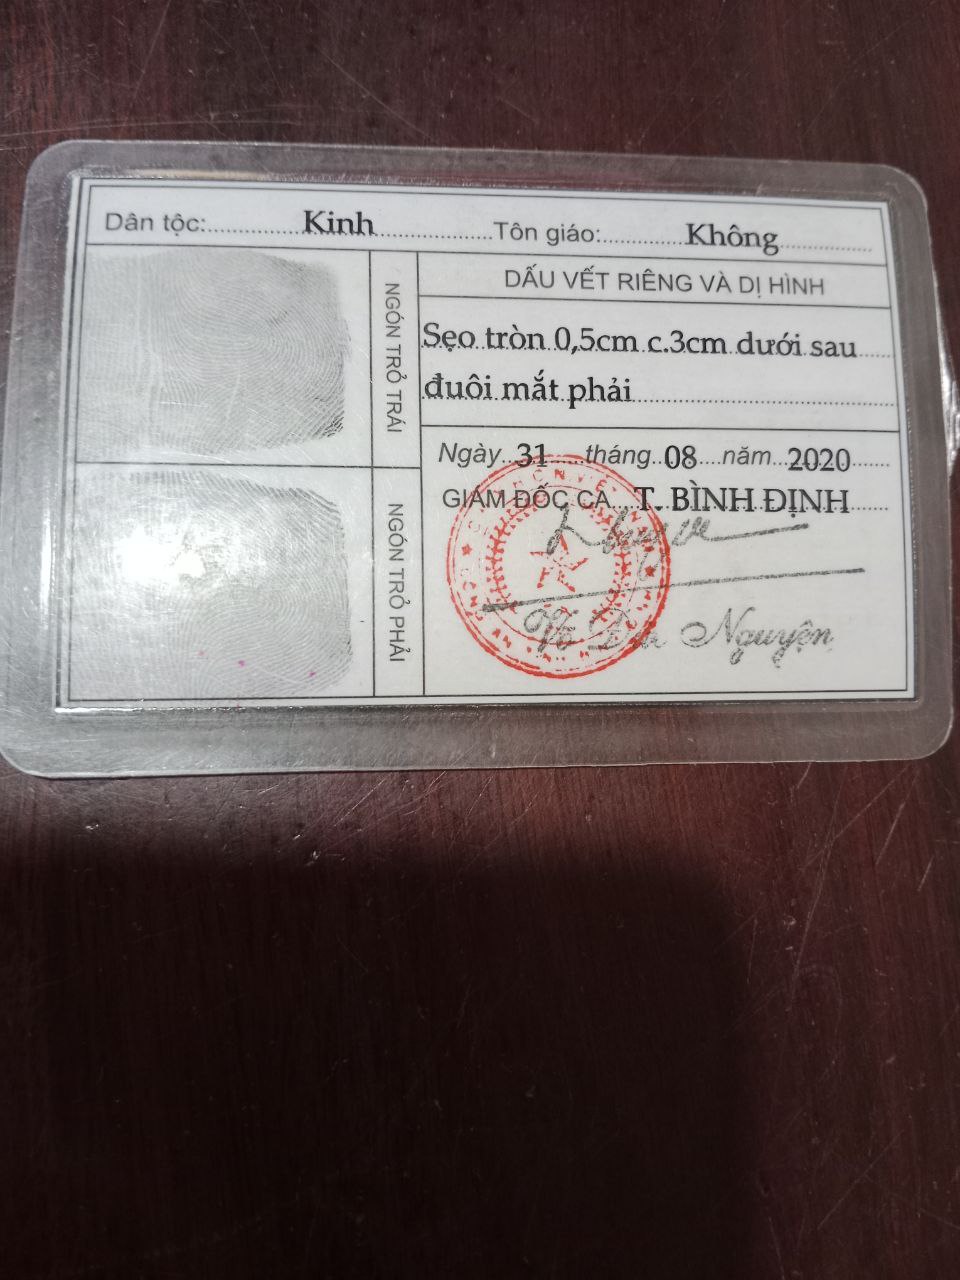 Dân tộc: Kinh Tôn giáo: Không
NGÓN TRỎ TRÁI
DẤU VẾT RIÊNG VÀ DỊ HÌNH
Sẹo tròn 0,5cm c.3cm dưới sau
đuôi mắt phải
NGÓN TRỎ PHẢI
Ngày 31 tháng 08 năm 2020
GIÁM ĐỐC CA T. BÌNH ĐỊNH
Võ Đức Nguyện